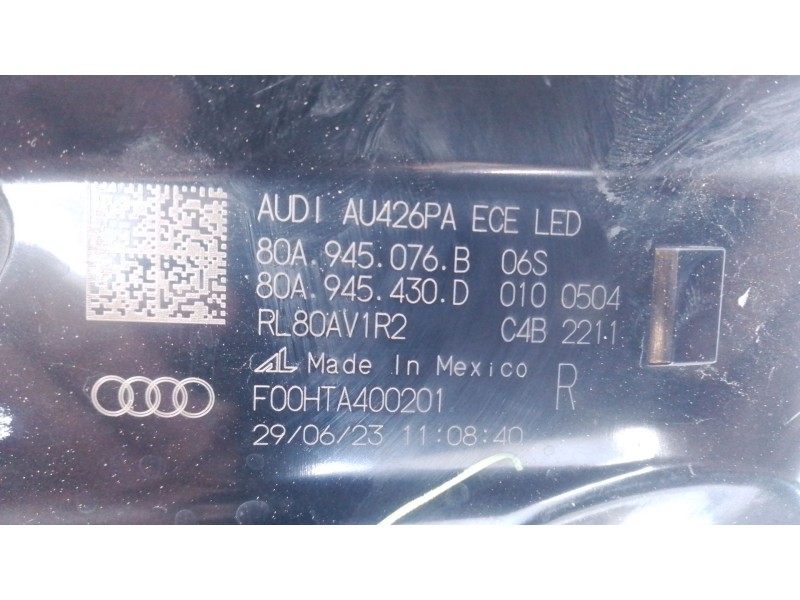 AUDI AU426PA ECE LED
80A.945.076.B 06S
80A.945.430.D 010 0504
RL80AV1R2 C4B 221.1
AL Made In Mexico
F00HTA400201 R
29/06/23 11:08:40